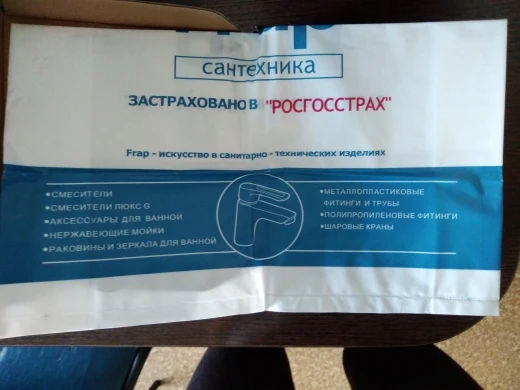 Frap
сантехника
ЗАСТРАХОВАНО В "РОСГОССТРАХ"
Frap - искусство в санитарно - технических изделиях
•СМЕСИТЕЛИ
•СМЕСИТЕЛИ ЛЮКС G
•АКСЕССУАРЫ ДЛЯ ВАННОЙ
•НЕРЖАВЕЮЩИЕ МОЙКИ
•РАКОВИНЫ И ЗЕРКАЛА ДЛЯ ВАННОЙ
•МЕТАЛЛОПЛАСТИКОВЫЕ
ФИТИНГИ И ТРУБЫ
•ПОЛИПРОПИЛЕНОВЫЕ ФИТИНГИ
•ШАРОВЫЕ КРАНЫ